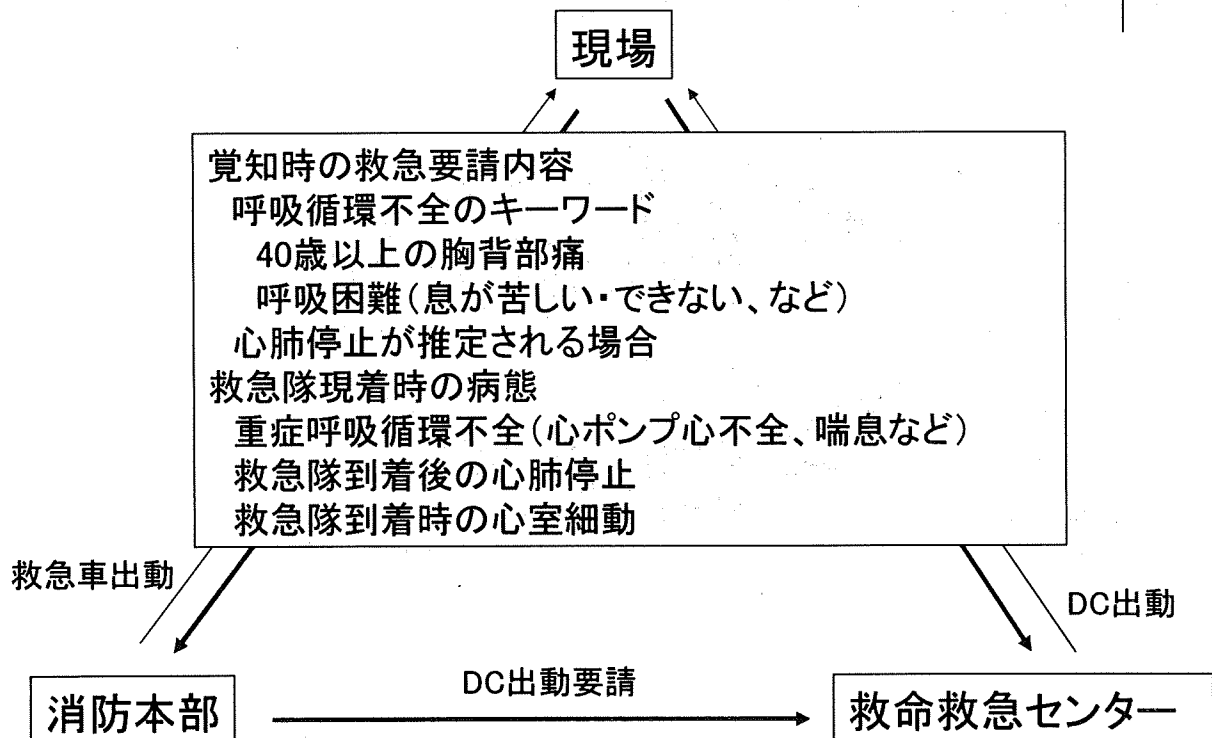 現場
覚知時の救急要請内容
呼吸循環不全のキーワード
40歳以上の胸背部痛
呼吸困難(息が苦しい・できない、など)
心肺停止が推定される場合
救急隊現着時の病態
重症呼吸循環不全(心ポンプ心不全、喘息など)
救急隊到着後の心肺停止
救急隊到着時の心室細動
救急車出動
DC出動
DC出動要請
消防本部
救命救急センター